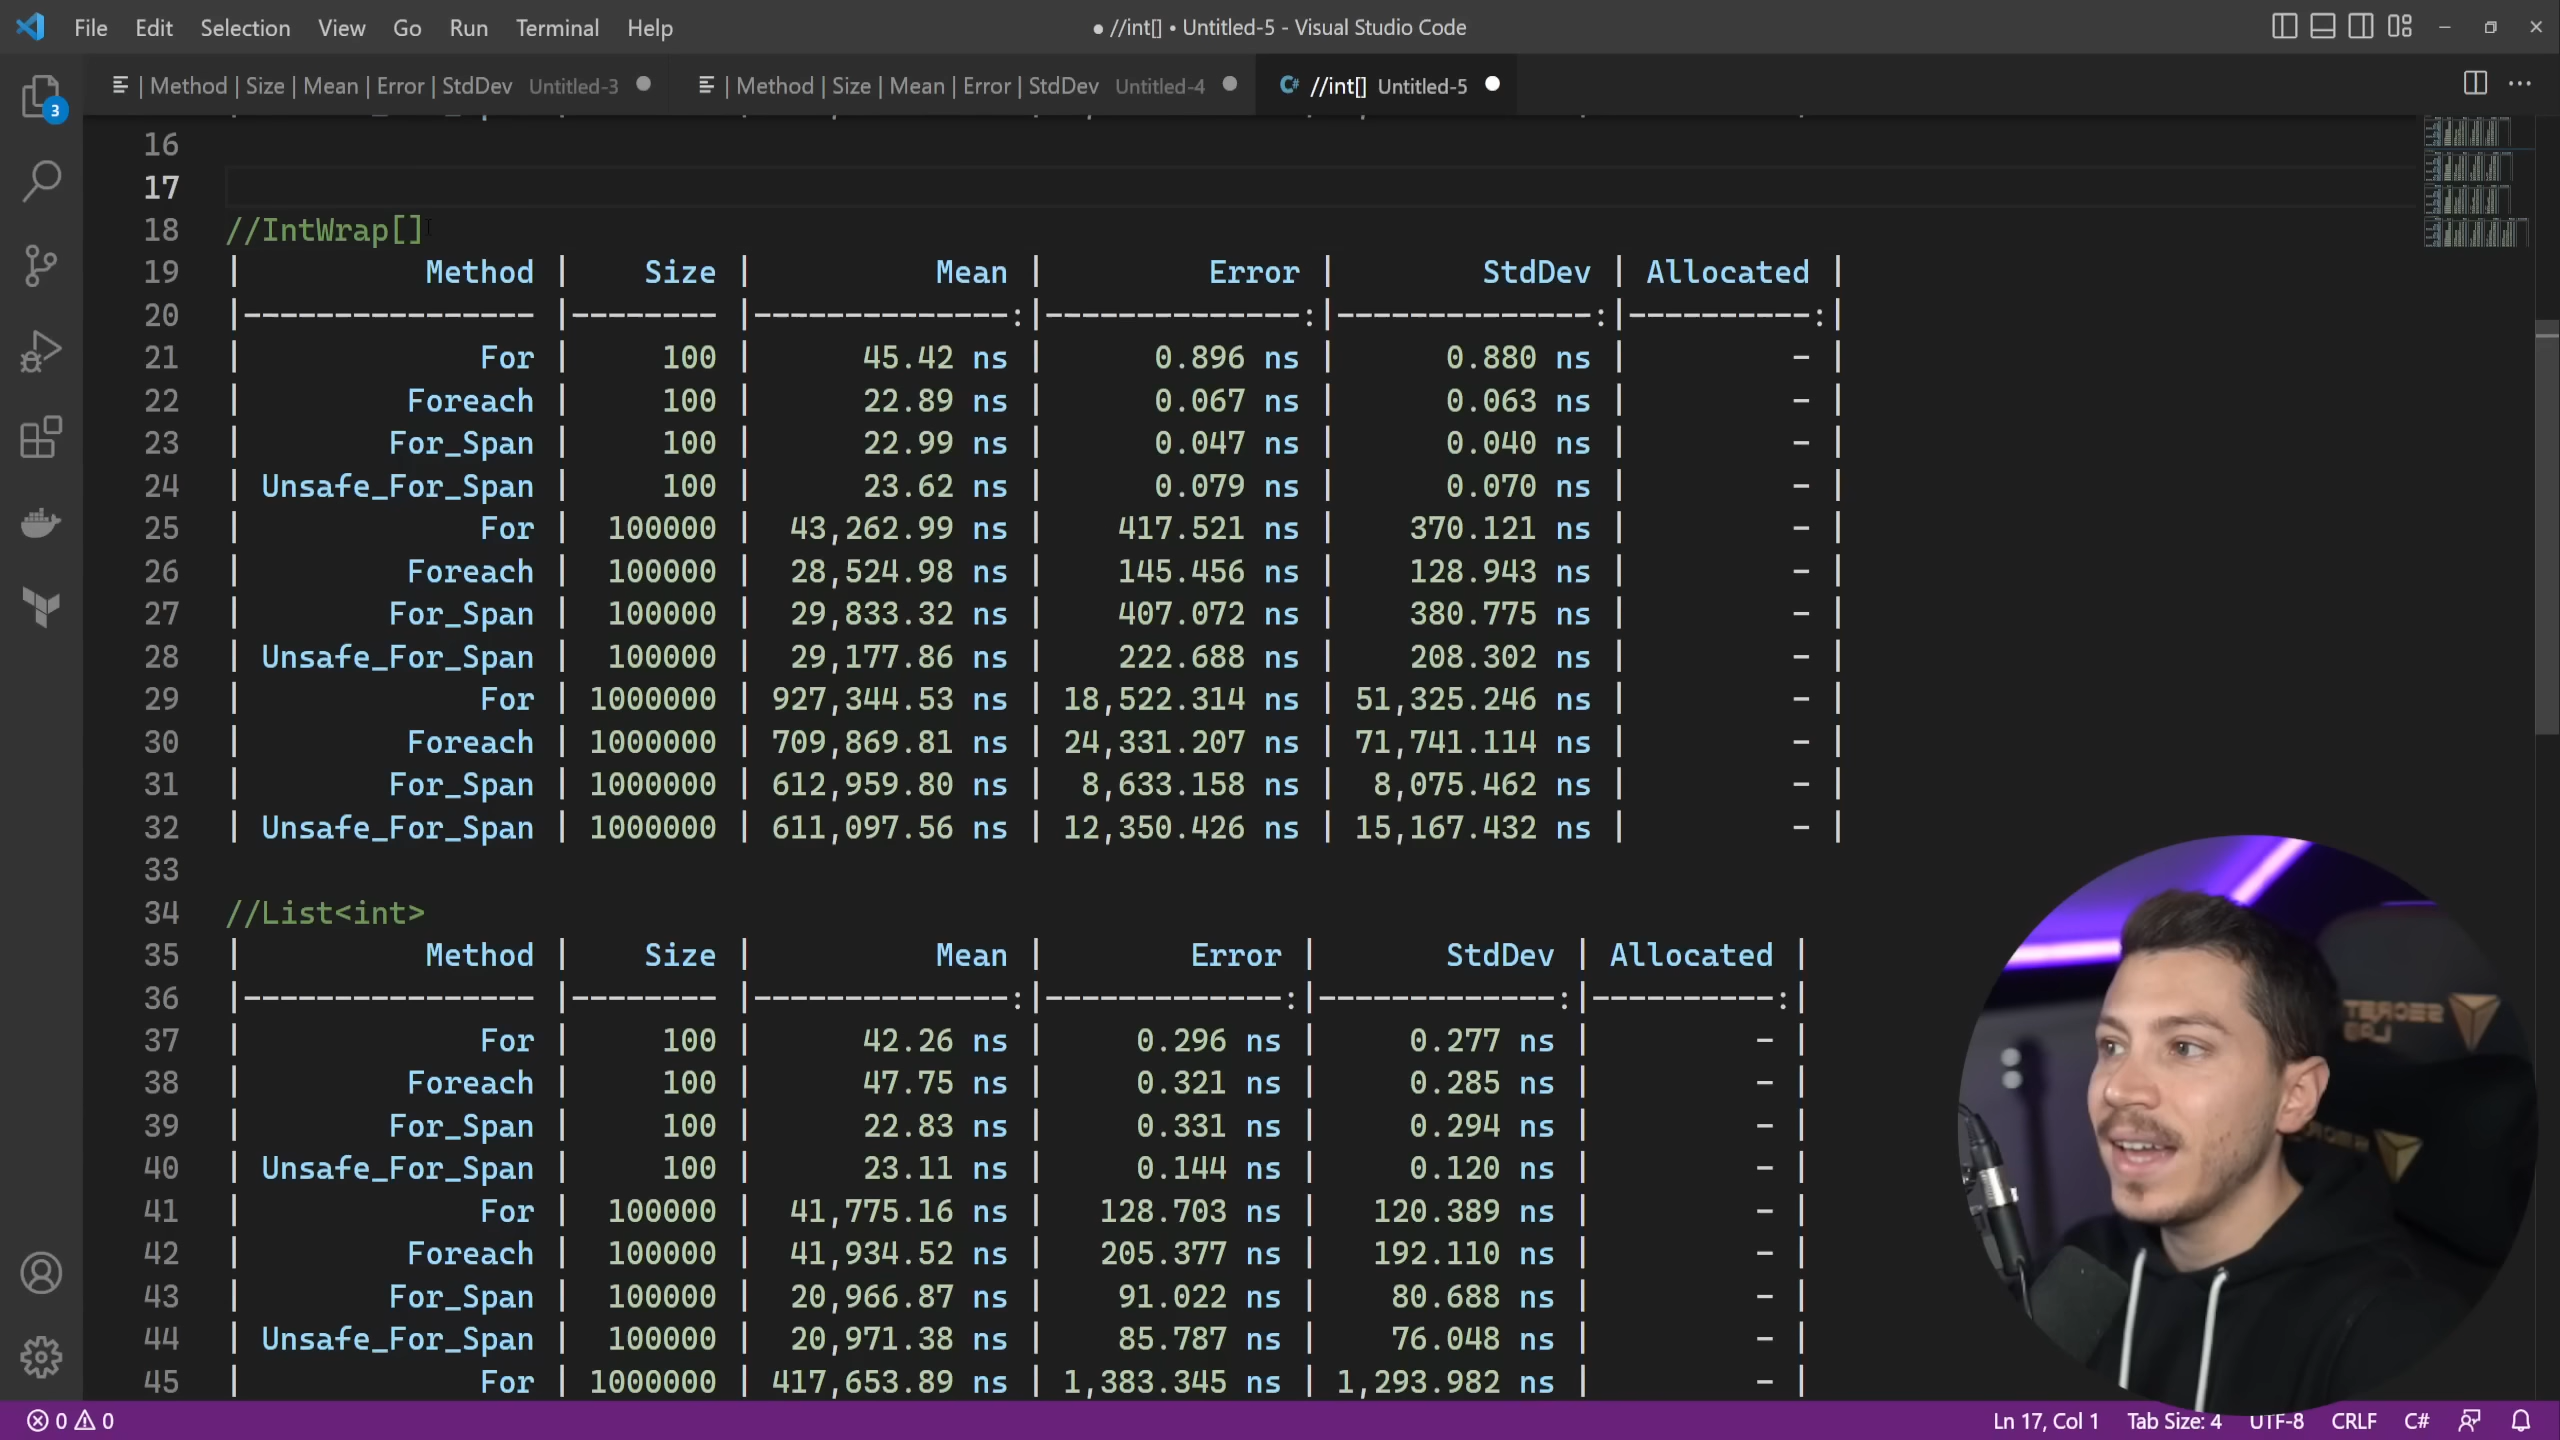 File Edit Selection View Go Run Terminal Help
● //int[] • Untitled-5 - Visual Studio Code
| Method | Size | Mean | Error | StdDev Untitled-3
| Method | Size | Mean | Error | StdDev Untitled-4
C# //int[] Untitled-5
3
16
17
18 //IntWrap[]
19 | Method | Size | Mean | Error | StdDev | Allocated |
20 |---------------- |-------- |--------------:|--------------:|--------------:|----------:|
21 | For | 100 | 45.42 ns | 0.896 ns | 0.880 ns | - |
22 | Foreach | 100 | 22.89 ns | 0.067 ns | 0.063 ns | - |
23 | For_Span | 100 | 22.99 ns | 0.047 ns | 0.040 ns | - |
24 | Unsafe_For_Span | 100 | 23.62 ns | 0.079 ns | 0.070 ns | - |
25 | For | 100000 | 43,262.99 ns | 417.521 ns | 370.121 ns | - |
26 | Foreach | 100000 | 28,524.98 ns | 145.456 ns | 128.943 ns | - |
27 | For_Span | 100000 | 29,833.32 ns | 407.072 ns | 380.775 ns | - |
28 | Unsafe_For_Span | 100000 | 29,177.86 ns | 222.688 ns | 208.302 ns | - |
29 | For | 1000000 | 927,344.53 ns | 18,522.314 ns | 51,325.246 ns | - |
30 | Foreach | 1000000 | 709,869.81 ns | 24,331.207 ns | 71,741.114 ns | - |
31 | For_Span | 1000000 | 612,959.80 ns | 8,633.158 ns | 8,075.462 ns | - |
32 | Unsafe_For_Span | 1000000 | 611,097.56 ns | 12,350.426 ns | 15,167.432 ns | - |
33
34 //List<int>
35 | Method | Size | Mean | Error | StdDev | Allocated |
36 |---------------- |-------- |--------------:|-------------:|-------------:|----------:|
37 | For | 100 | 42.26 ns | 0.296 ns | 0.277 ns | - |
38 | Foreach | 100 | 47.75 ns | 0.321 ns | 0.285 ns | - |
39 | For_Span | 100 | 22.83 ns | 0.331 ns | 0.294 ns | - |
40 | Unsafe_For_Span | 100 | 23.11 ns | 0.144 ns | 0.120 ns | - |
41 | For | 100000 | 41,775.16 ns | 128.703 ns | 120.389 ns | - |
42 | Foreach | 100000 | 41,934.52 ns | 205.377 ns | 192.110 ns | - |
43 | For_Span | 100000 | 20,966.87 ns | 91.022 ns | 80.688 ns | - |
44 | Unsafe_For_Span | 100000 | 20,971.38 ns | 85.787 ns | 76.048 ns | - |
45 | For | 1000000 | 417,653.89 ns | 1,383.345 ns | 1,293.982 ns | - |
0 0
Ln 17, Col 1 Tab Size: 4 UTF-8 CRLF C#